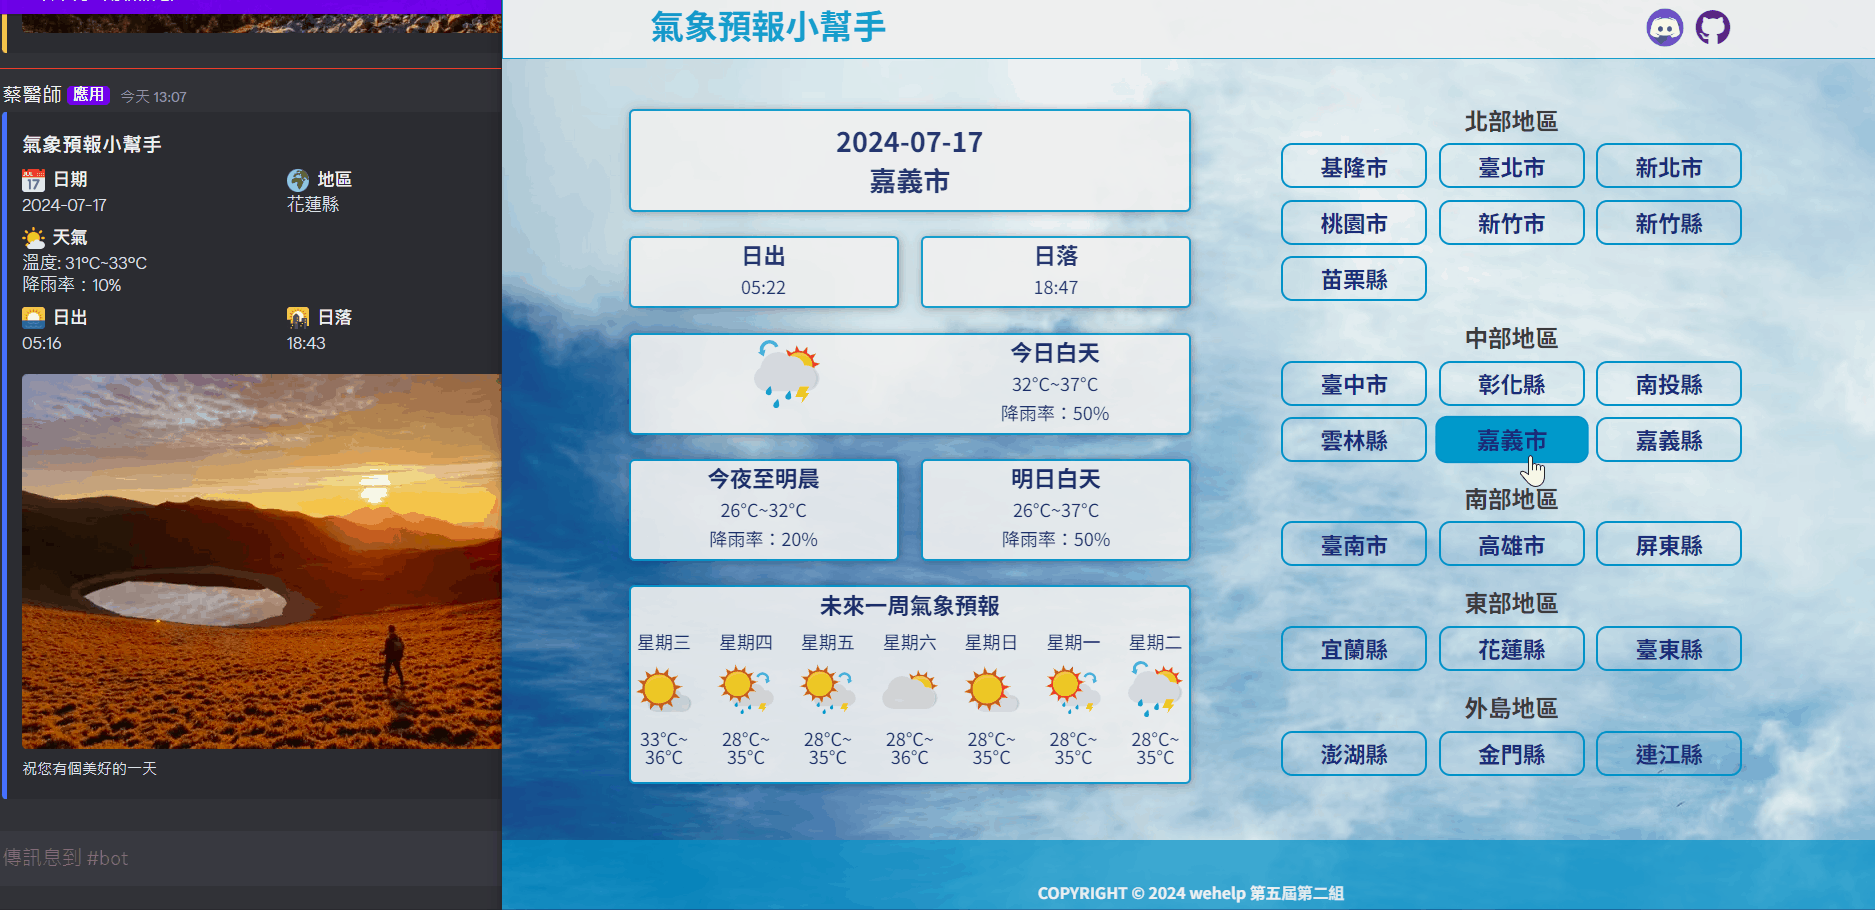 蔡醫師 應用 今天 13:07
氣象預報小幫手
日期
2024-07-17
地區
花蓮縣
天氣
溫度: 31°C~33°C
降雨率：10%
日出
05:16
日落
18:43
祝您有個美好的一天
傳訊息到 #bot
氣象預報小幫手
2024-07-17
嘉義市
日出
05:22
日落
18:47
今日白天
32°C~37°C
降雨率：50%
今夜至明晨
26°C~32°C
降雨率：20%
明日白天
26°C~37°C
降雨率：50%
未來一周氣象預報
星期三 星期四 星期五 星期六 星期日 星期一 星期二
33°C~ 28°C~ 28°C~ 28°C~ 28°C~ 28°C~ 28°C~
36°C 35°C 35°C 36°C 35°C 35°C 35°C
北部地區
基隆市 臺北市 新北市
桃園市 新竹市 新竹縣
苗栗縣
中部地區
臺中市 彰化縣 南投縣
雲林縣 嘉義市 嘉義縣
南部地區
臺南市 高雄市 屏東縣
東部地區
宜蘭縣 花蓮縣 臺東縣
外島地區
澎湖縣 金門縣 連江縣
COPYRIGHT © 2024 wehelp 第五屆第二組